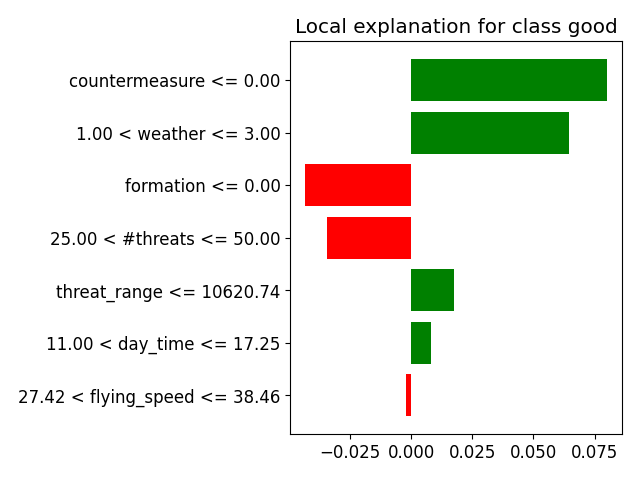 Local explanation for class good
countermeasure <= 0.00
1.00 < weather <= 3.00
formation <= 0.00
25.00 < #threats <= 50.00
threat_range <= 10620.74
11.00 < day_time <= 17.25
27.42 < flying_speed <= 38.46
−0.025 0.000 0.025 0.050 0.075